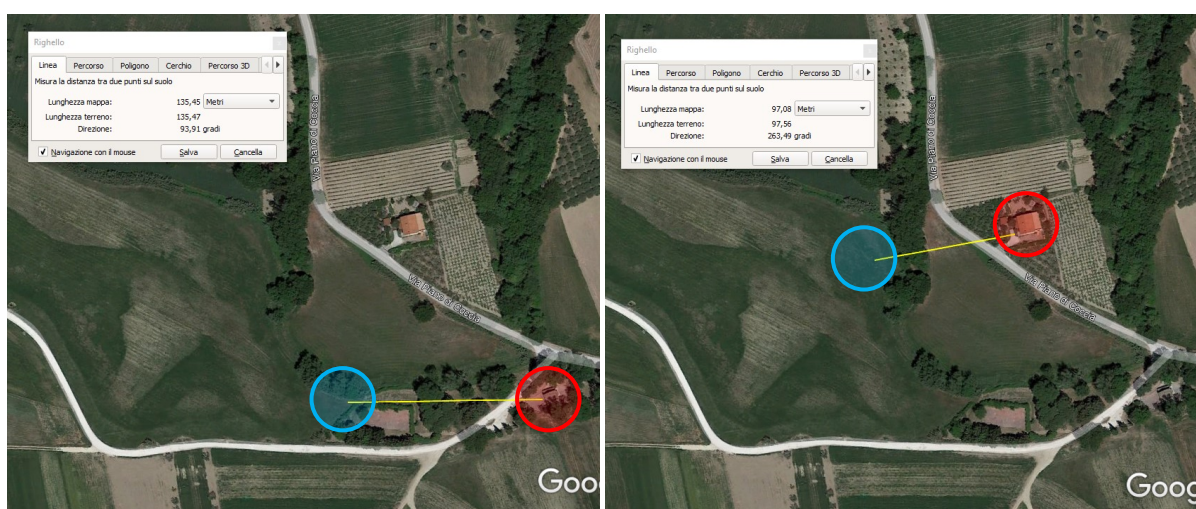 Righello
Linea Percorso Poligono Cerchio Percorso 3D
Misura la distanza tra due punti sul suolo
Lunghezza mappa: 135,45 Metri
Lunghezza terreno: 135,47
Direzione: 93,91 gradi
Navigazione con il mouse Salva Cancella
Via Piano di Coccia
Via Piano di Coccia
Goo
Righello
Linea Percorso Poligono Cerchio Percorso 3D
Misura la distanza tra due punti sul suolo
Lunghezza mappa: 97,08 Metri
Lunghezza terreno: 97,56
Direzione: 263,49 gradi
Navigazione con il mouse Salva Cancella
Via Piano di Coccia
Via Piano di Coccia
Goog